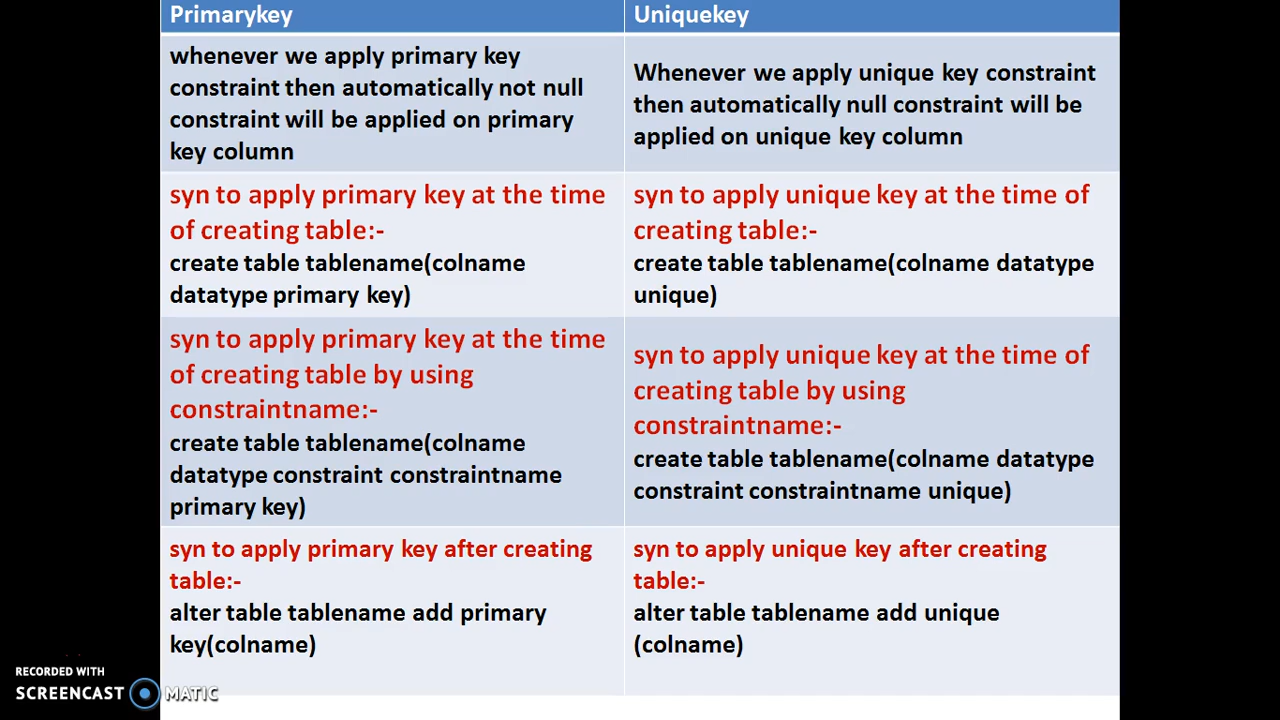 Primarykey
whenever we apply primary key
constraint then automatically not null
constraint will be applied on primary
key column
Uniquekey
Whenever we apply unique key constraint
then automatically null constraint will be
applied on unique key column
syn to apply primary key at the time
of creating table:-
create table tablename(colname
datatype primary key)
syn to apply unique key at the time of
creating table:-
create table tablename(colname datatype
unique)
syn to apply primary key at the time
of creating table by using
constraintname:-
create table tablename(colname
datatype constraint constraintname
primary key)
syn to apply unique key at the time of
creating table by using
constraintname:-
create table tablename(colname datatype
constraint constraintname unique)
syn to apply primary key after creating
table:-
alter table tablename add primary
key(colname)
syn to apply unique key after creating
table:-
alter table tablename add unique
(colname)
RECORDED WITH
SCREENCAST MATIC